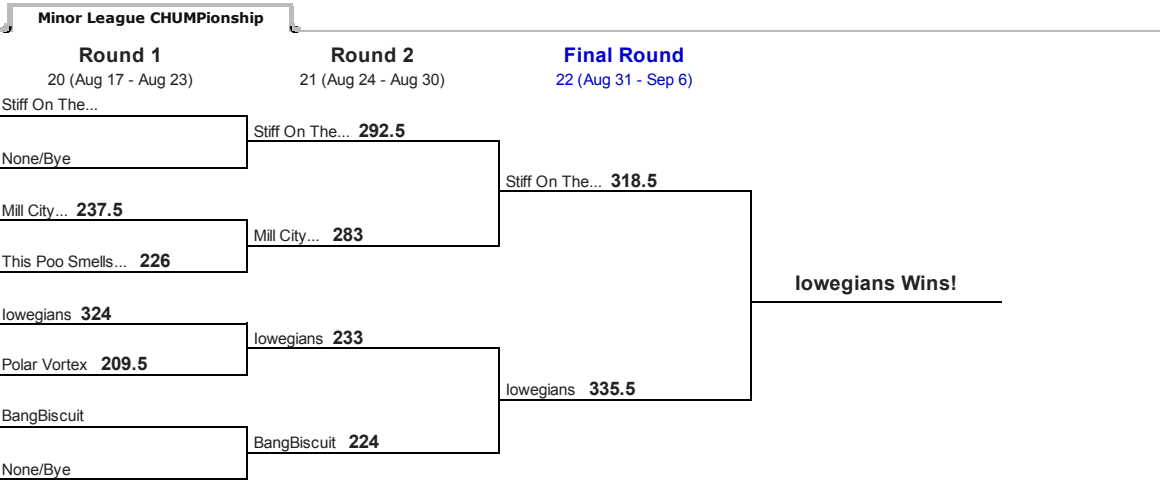 Minor League CHUMPionship
Round 1
Round 2
Final Round
20 (Aug 17 - Aug 23)
21 (Aug 24 - Aug 30)
22 (Aug 31 - Sep 6)
Stiff On The...
Stiff On The... 292.5
None/Bye
Stiff On The... 318.5
Mill City... 237.5
Mill City... 283
This Poo Smells... 226
Iowegians Wins!
Iowegians 324
Iowegians 233
Polar Vortex 209.5
Iowegians 335.5
BangBiscuit
BangBiscuit 224
None/Bye